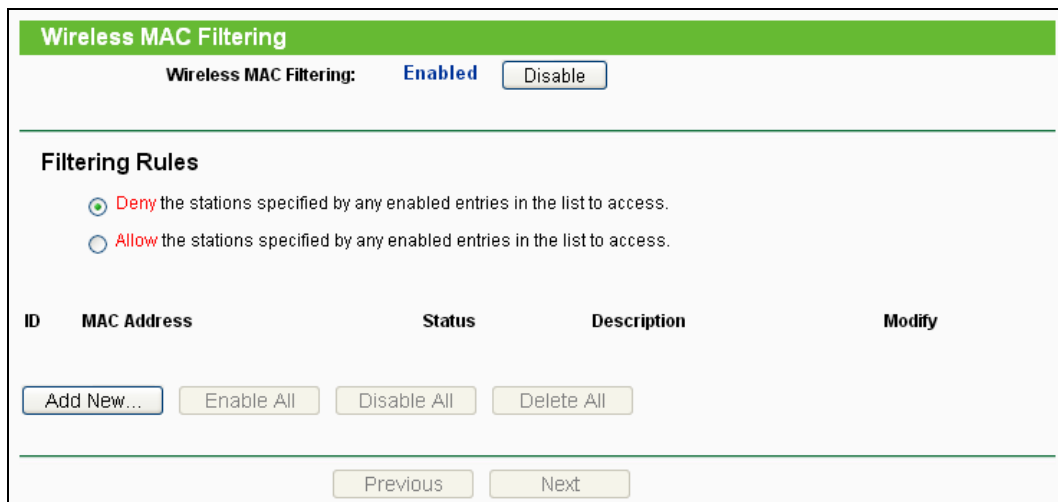 Wireless MAC Filtering
Wireless MAC Filtering: Enabled Disable
Filtering Rules
Deny the stations specified by any enabled entries in the list to access.
Allow the stations specified by any enabled entries in the list to access.
ID MAC Address Status Description Modify
Add New... Enable All Disable All Delete All
Previous Next